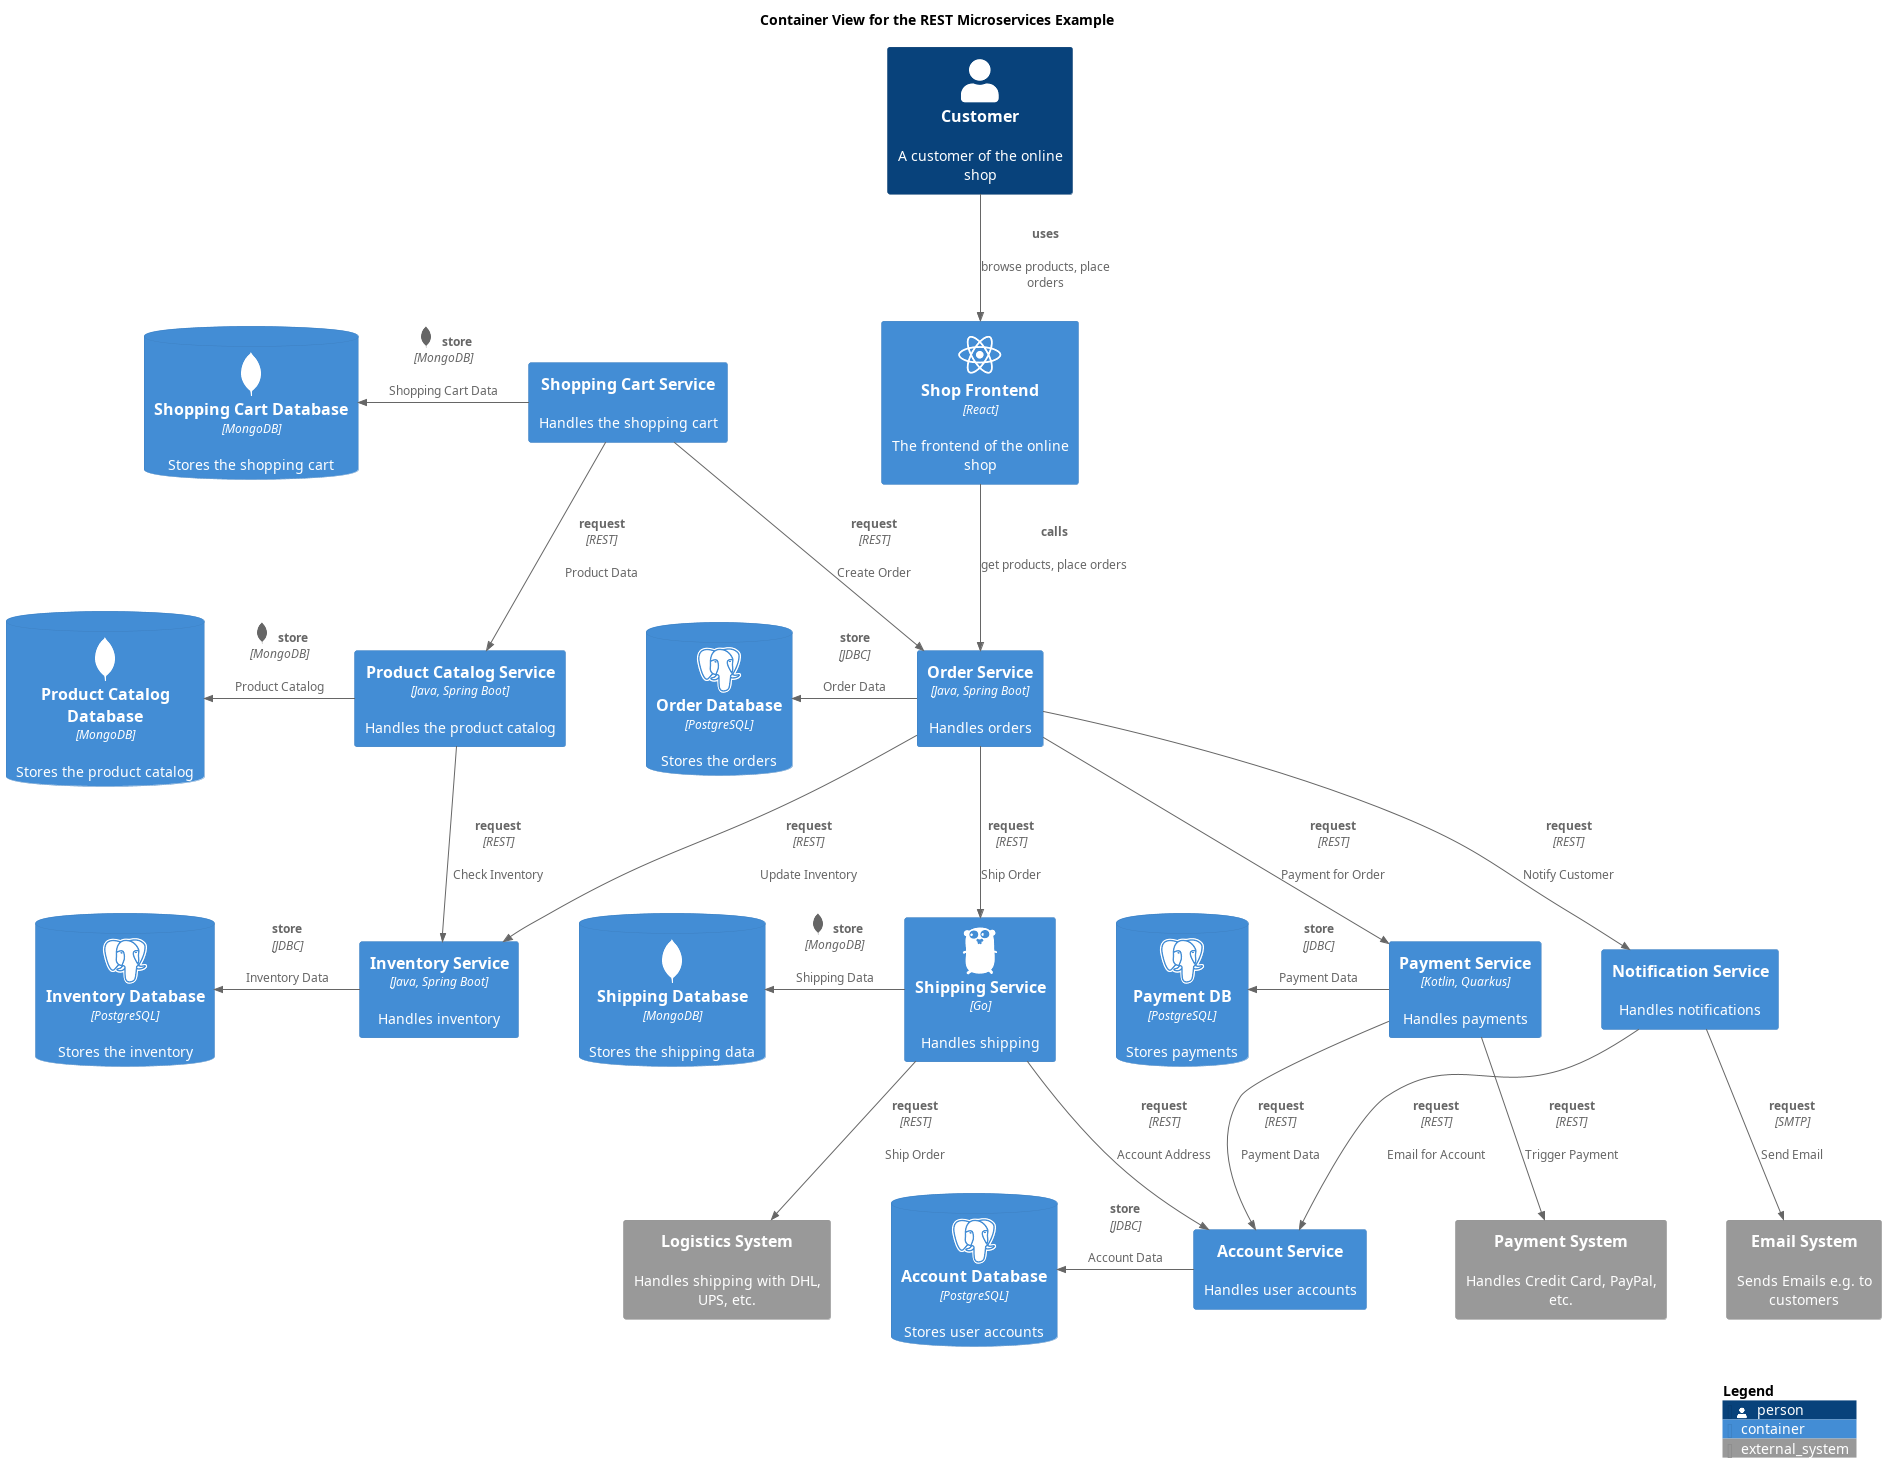 Container View for the REST Microservices Example
Customer
A customer of the online
shop
uses
browse products, place
orders
Shopping Cart Database
[MongoDB]
Stores the shopping cart
store
[MongoDB]
Shopping Cart Data
Shopping Cart Service
Handles the shopping cart
Shop Frontend
[React]
The frontend of the online
shop
request
[REST]
Product Data
request
[REST]
Create Order
calls
get products, place orders
Product Catalog
Database
[MongoDB]
Stores the product catalog
store
[MongoDB]
Product Catalog
Product Catalog Service
[Java, Spring Boot]
Handles the product catalog
Order Database
[PostgreSQL]
Stores the orders
store
[JDBC]
Order Data
Order Service
[Java, Spring Boot]
Handles orders
request
[REST]
Check Inventory
request
[REST]
Update Inventory
request
[REST]
Ship Order
request
[REST]
Payment for Order
request
[REST]
Notify Customer
Inventory Database
[PostgreSQL]
Stores the inventory
store
[JDBC]
Inventory Data
Inventory Service
[Java, Spring Boot]
Handles inventory
Shipping Database
[MongoDB]
Stores the shipping data
store
[MongoDB]
Shipping Data
Shipping Service
[Go]
Handles shipping
Payment DB
[PostgreSQL]
Stores payments
store
[JDBC]
Payment Data
Payment Service
[Kotlin, Quarkus]
Handles payments
Notification Service
Handles notifications
request
[REST]
Ship Order
request
[REST]
Account Address
request
[REST]
Payment Data
request
[REST]
Email for Account
request
[REST]
Trigger Payment
request
[SMTP]
Send Email
Logistics System
Handles shipping with DHL,
UPS, etc.
Account Database
[PostgreSQL]
Stores user accounts
store
[JDBC]
Account Data
Account Service
Handles user accounts
Payment System
Handles Credit Card, PayPal,
etc.
Email System
Sends Emails e.g. to
customers
Legend
person
container
external_system